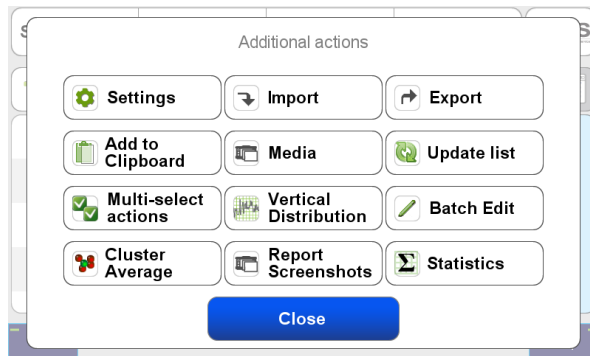 Additional actions
Settings
Import
Export
Add to
Clipboard
Media
Update list
Multi-select
actions
Vertical
Distribution
Batch Edit
Cluster
Average
Report
Screenshots
Σ
Statistics
Close